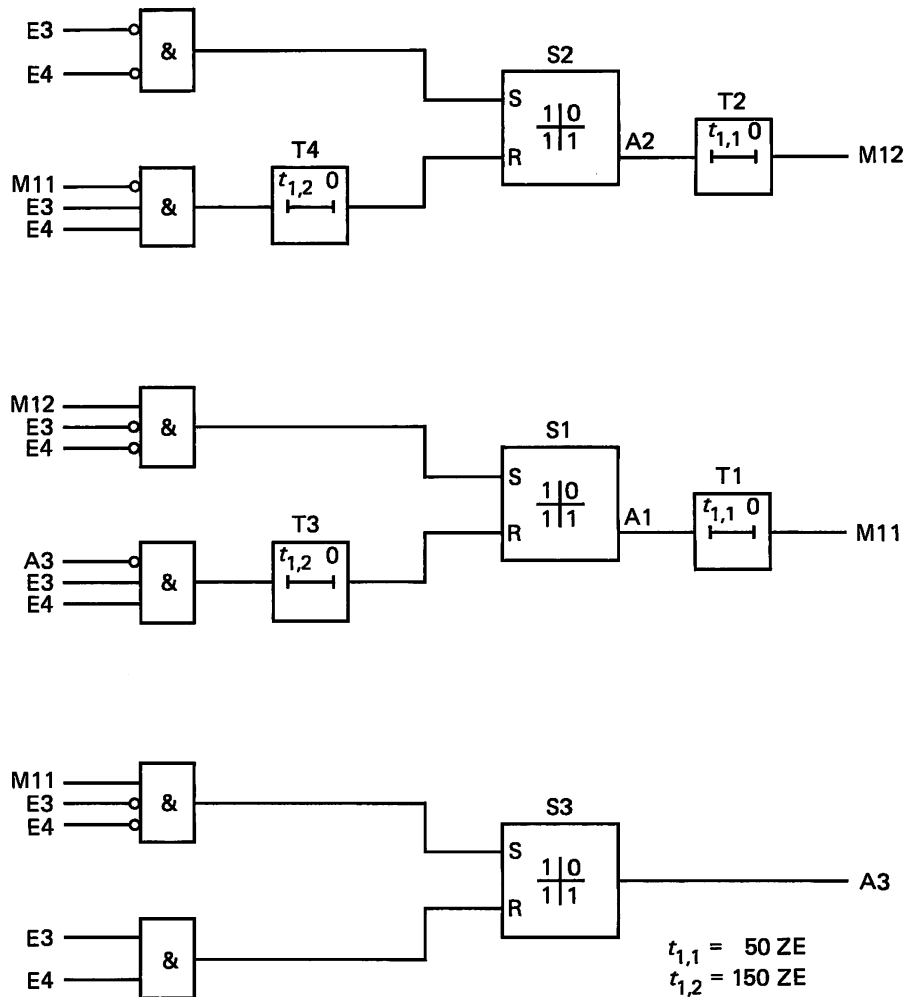 E3
E4
&
S2
S
R
1 0
1 1
A2
T2
t1,1 0
M12
M11
E3
E4
&
T4
t1,2 0
M12
E3
E4
&
S1
S
R
1 0
1 1
A1
T1
t1,1 0
M11
A3
E3
E4
&
T3
t1,2 0
M11
E3
E4
&
S3
S
R
1 0
1 1
A3
E3
E4
&
t1,1 = 50 ZE
t1,2 = 150 ZE